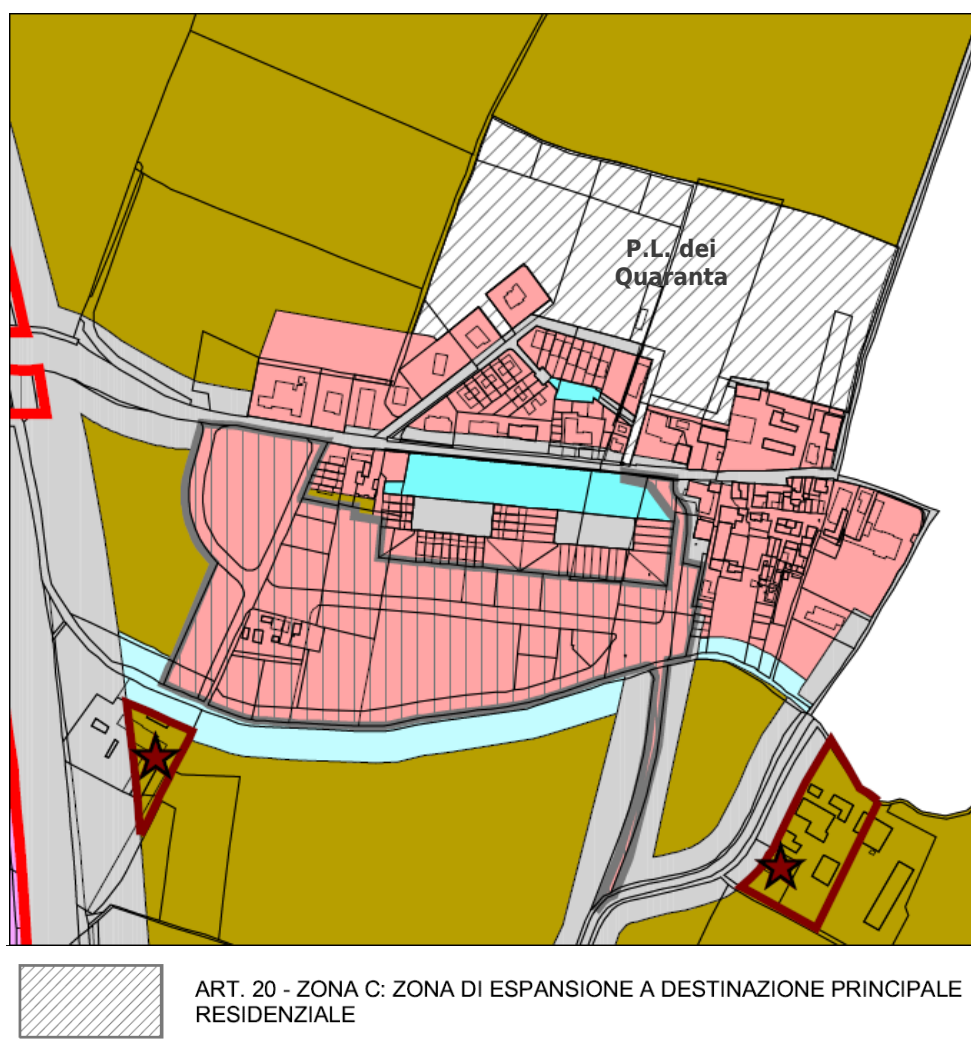 P.L. dei
Quaranta
ART. 20 - ZONA C: ZONA DI ESPANSIONE A DESTINAZIONE PRINCIPALE
RESIDENZIALE